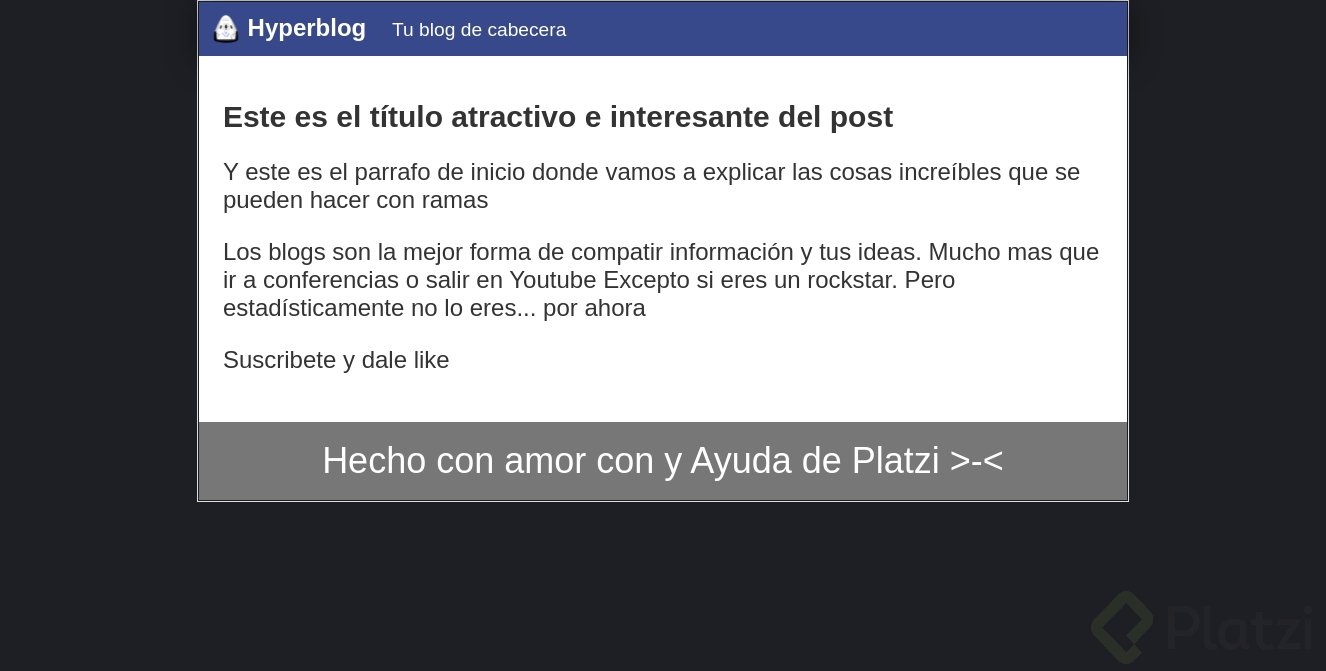 Hyperblog Tu blog de cabecera
Este es el título atractivo e interesante del post
Y este es el parrafo de inicio donde vamos a explicar las cosas increíbles que se
pueden hacer con ramas
Los blogs son la mejor forma de compatir información y tus ideas. Mucho mas que
ir a conferencias o salir en Youtube Excepto si eres un rockstar. Pero
estadísticamente no lo eres... por ahora
Suscribete y dale like
Hecho con amor con y Ayuda de Platzi >-<
Platzi